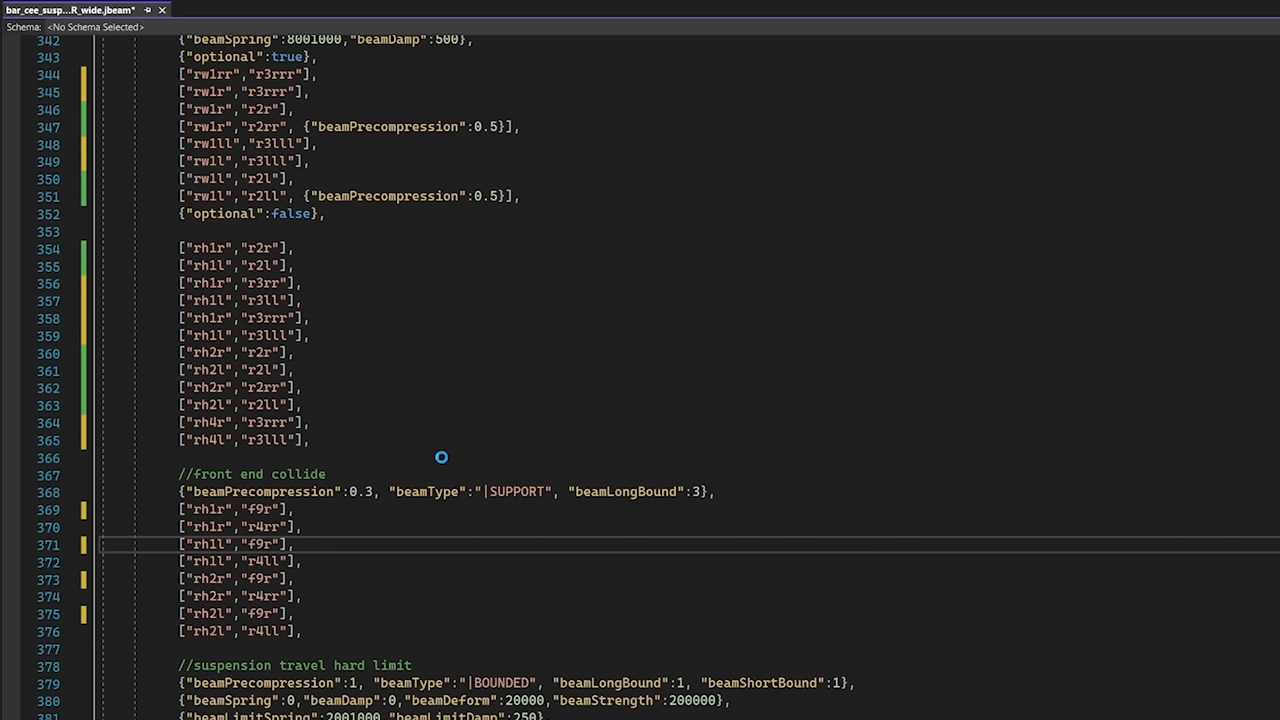 bar_cee_susp...R_wide.jbeam*
Schema: <No Schema Selected>
342 {"beamSpring":8001000,"beamDamp":500},
343 {"optional":true},
344 ["rw1rr","r3rrr"],
345 ["rw1r","r3rrr"],
346 ["rw1r","r2r"],
347 ["rw1r","r2rr", {"beamPrecompression":0.5}],
348 ["rw1ll","r3lll"],
349 ["rw1l","r3lll"],
350 ["rw1l","r2l"],
351 ["rw1l","r2ll", {"beamPrecompression":0.5}],
352 {"optional":false},
353
354 ["rh1r","r2r"],
355 ["rh1l","r2l"],
356 ["rh1r","r3rr"],
357 ["rh1l","r3ll"],
358 ["rh1r","r3rrr"],
359 ["rh1l","r3lll"],
360 ["rh2r","r2r"],
361 ["rh2l","r2l"],
362 ["rh2r","r2rr"],
363 ["rh2l","r2ll"],
364 ["rh4r","r3rrr"],
365 ["rh4l","r3lll"],
366
367 //front end collide
368 {"beamPrecompression":0.3, "beamType":"|SUPPORT", "beamLongBound":3},
369 ["rh1r","f9r"],
370 ["rh1r","r4rr"],
371 ["rh1l","f9r"],
372 ["rh1l","r4ll"],
373 ["rh2r","f9r"],
374 ["rh2r","r4rr"],
375 ["rh2l","f9r"],
376 ["rh2l","r4ll"],
377
378 //suspension travel hard limit
379 {"beamPrecompression":1, "beamType":"|BOUNDED", "beamLongBound":1, "beamShortBound":1},
380 {"beamSpring":0,"beamDamp":0,"beamDeform":20000,"beamStrength":200000},
381 {"beamLimitSpring":2001000,"beamLimitDamp":250},